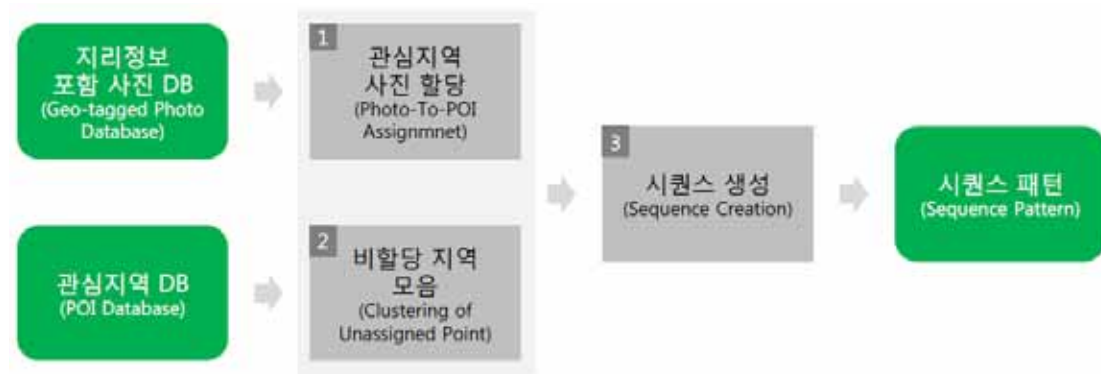 지리정보
포함 사진 DB
(Geo-tagged Photo
Database)
1
관심지역
사진 할당
(Photo-To-POI
Assignmnet)
관심지역 DB
(POI Database)
2
비할당 지역
모음
(Clustering of
Unassigned Point)
3
시퀀스 생성
(Sequence Creation)
시퀀스 패턴
(Sequence Pattern)